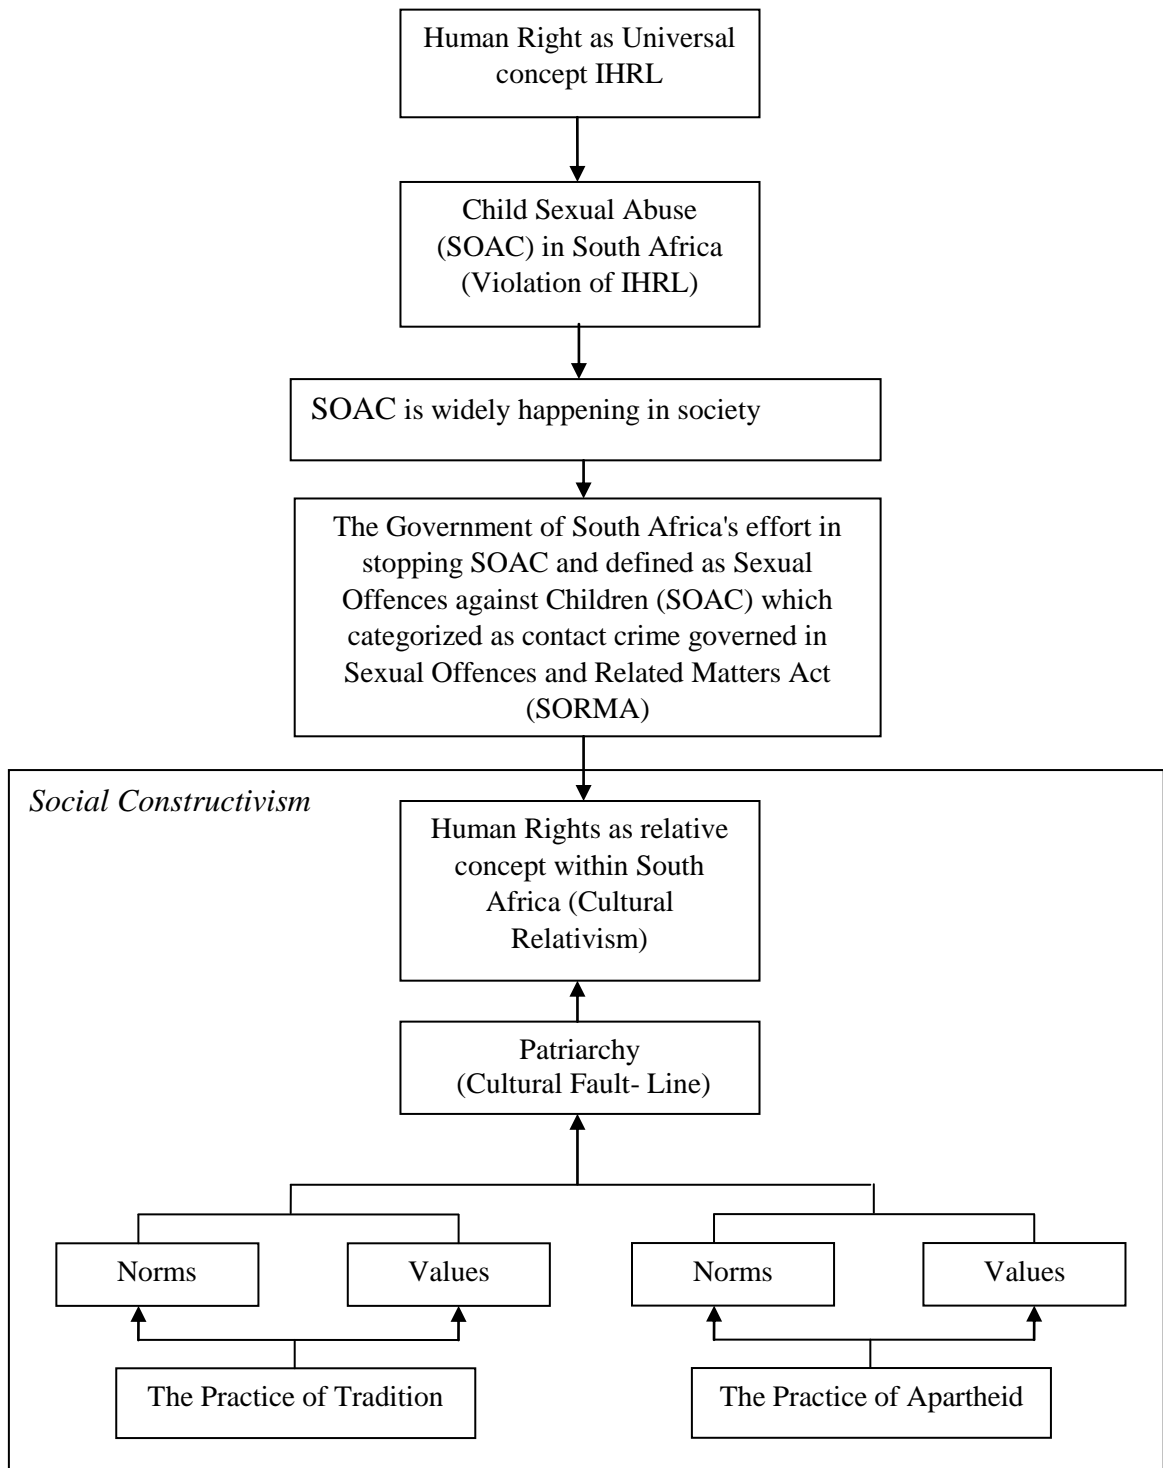 Human Right as Universal
concept IHRL
Child Sexual Abuse
(SOAC) in South Africa
(Violation of IHRL)
SOAC is widely happening in society
The Government of South Africa's effort in
stopping SOAC and defined as Sexual
Offences against Children (SOAC) which
categorized as contact crime governed in
Sexual Offences and Related Matters Act
(SORMA)
Social Constructivism
Human Rights as relative
concept within South
Africa (Cultural
Relativism)
Patriarchy
(Cultural Fault- Line)
Norms
Values
Norms
Values
The Practice of Tradition
The Practice of Apartheid